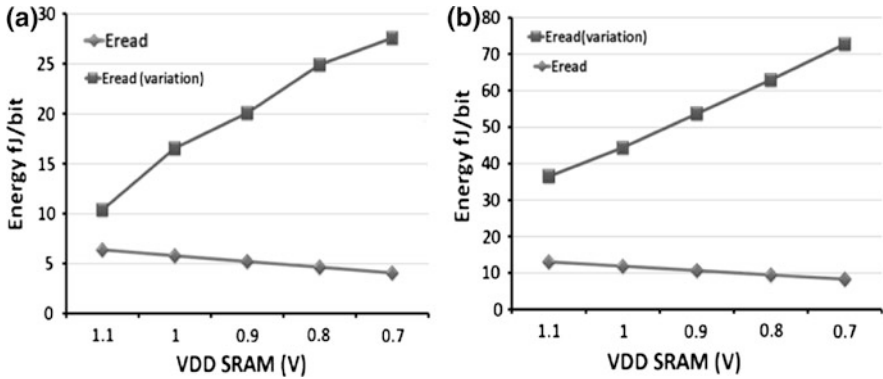 (a)
Energy fJ/bit
30
25
20
15
10
5
0
Eread
Eread (variation)
1.1 1 0.9 0.8 0.7
VDD SRAM (V)
(b)
Energy fJ/bit
80
70
60
50
40
30
20
10
0
Eread(variation)
Eread
1.1 1 0.9 0.8 0.7
VDD SRAM (V)